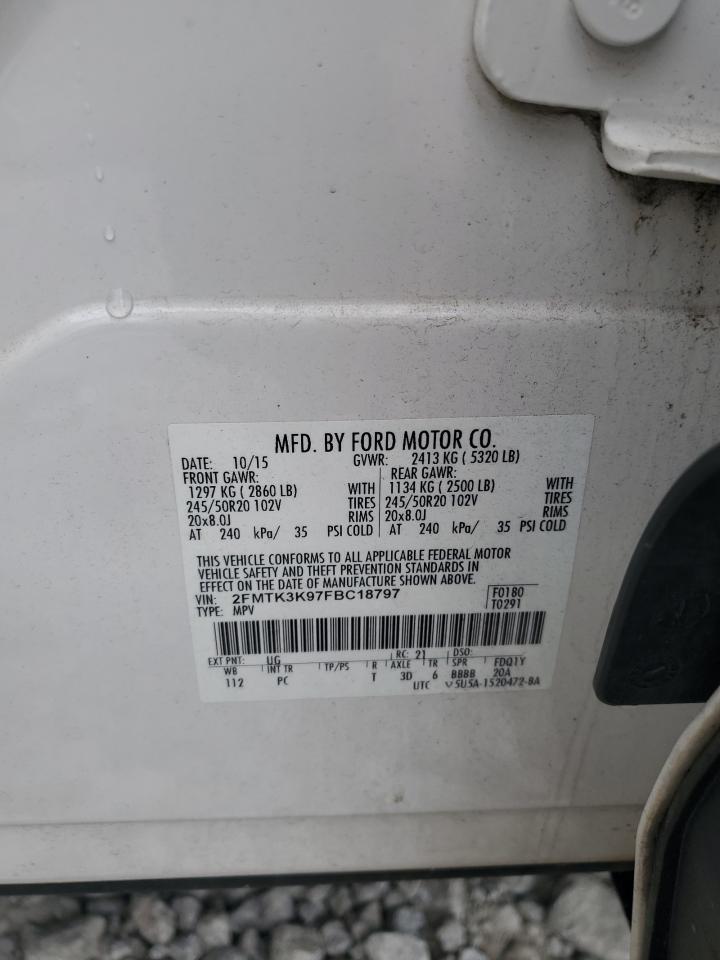 MFD. BY FORD MOTOR CO.
DATE: 10/15 GVWR: 2413 KG ( 5320 LB)
FRONT GAWR: REAR GAWR:
1297 KG ( 2860 LB) WITH 1134 KG ( 2500 LB) WITH
245/50R20 102V TIRES 245/50R20 102V TIRES
20x8.0J RIMS 20x8.0J RIMS
AT 240 kPa/ 35 PSI COLD AT 240 kPa/ 35 PSI COLD
THIS VEHICLE CONFORMS TO ALL APPLICABLE FEDERAL MOTOR
VEHICLE SAFETY AND THEFT PREVENTION STANDARDS IN
EFFECT ON THE DATE OF MANUFACTURE SHOWN ABOVE.
VIN: 2FMTK3K97FBC18797 F0180
TYPE: MPV T0291
EXT PNT: UG RC: 21 DSO:
WB INT TR TP/PS R AXLE TR SPR FDQ1Y
112 PC T 3D 6 BBBB 20A
UTC 5U5A-1520472-BA